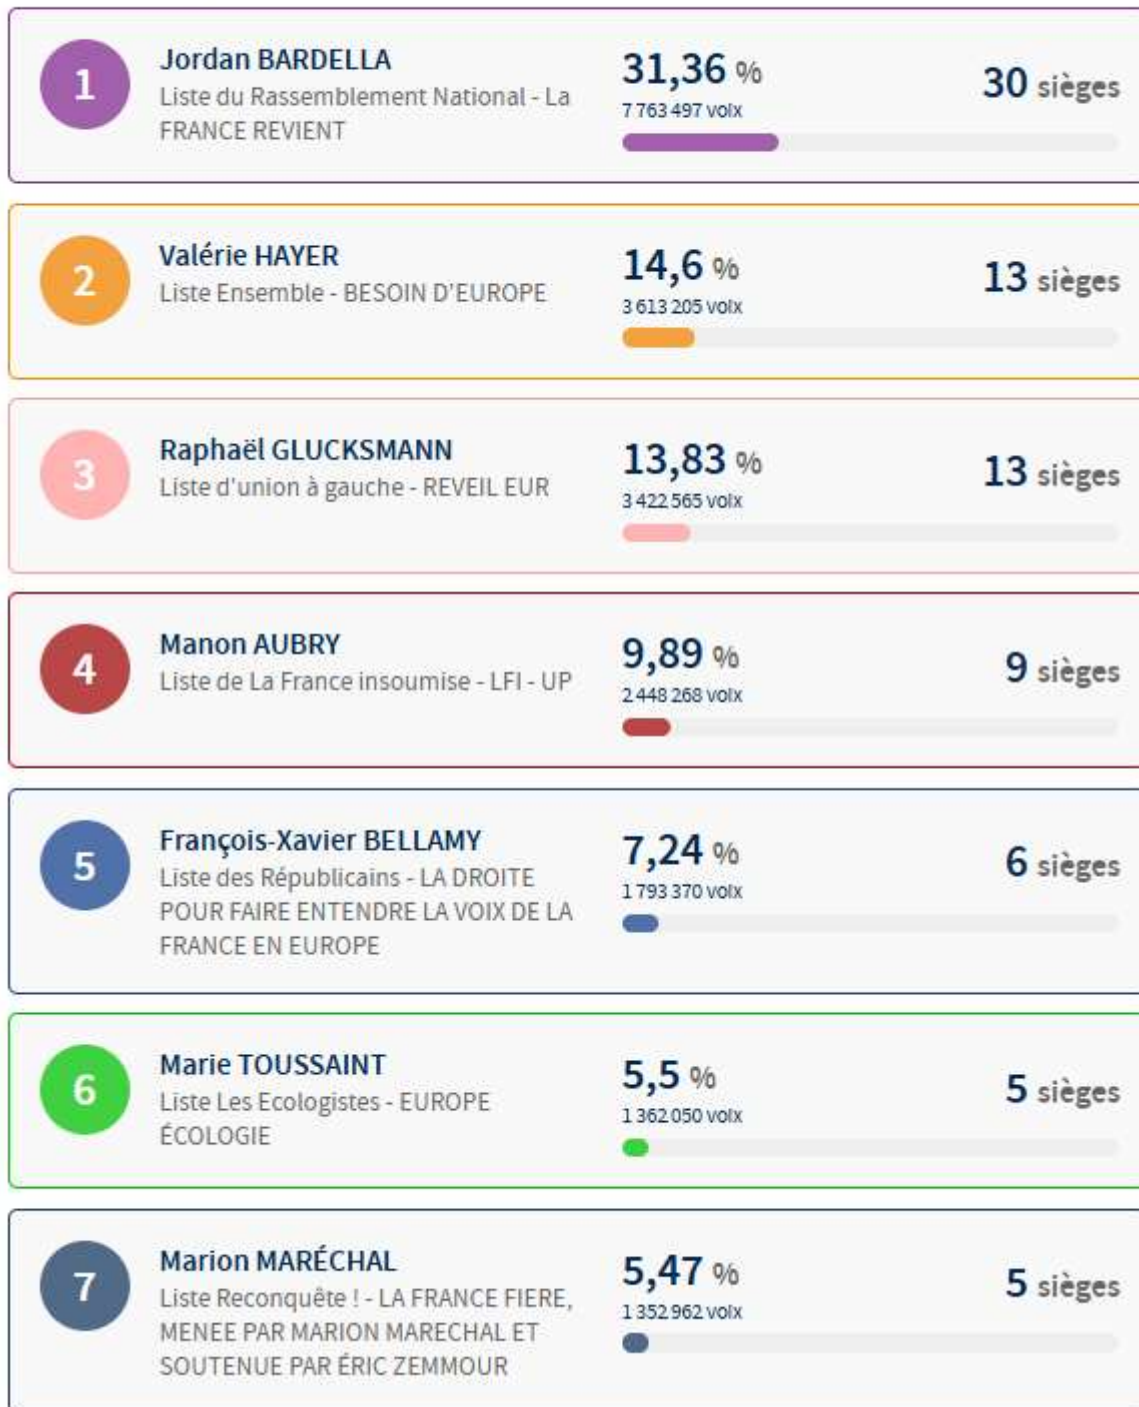 1
Jordan BARDELLA
Liste du Rassemblement National - La
FRANCE REVIENT
31,36 %
7 763 497 voix
30 sièges
2
Valérie HAYER
Liste Ensemble - BESOIN D'EUROPE
14,6 %
3 613 205 voix
13 sièges
3
Raphaël GLUCKSMANN
Liste d'union à gauche - REVEIL EUR
13,83 %
3 422 565 voix
13 sièges
4
Manon AUBRY
Liste de La France insoumise - LFI - UP
9,89 %
2 448 268 voix
9 sièges
5
François-Xavier BELLAMY
Liste des Républicains - LA DROITE
POUR FAIRE ENTENDRE LA VOIX DE LA
FRANCE EN EUROPE
7,24 %
1 793 370 voix
6 sièges
6
Marie TOUSSAINT
Liste Les Ecologistes - EUROPE
ÉCOLOGIE
5,5 %
1 362 050 voix
5 sièges
7
Marion MARÉCHAL
Liste Reconquête ! - LA FRANCE FIERE,
MENEE PAR MARION MARECHAL ET
SOUTENUE PAR ÉRIC ZEMMOUR
5,47 %
1 352 962 voix
5 sièges